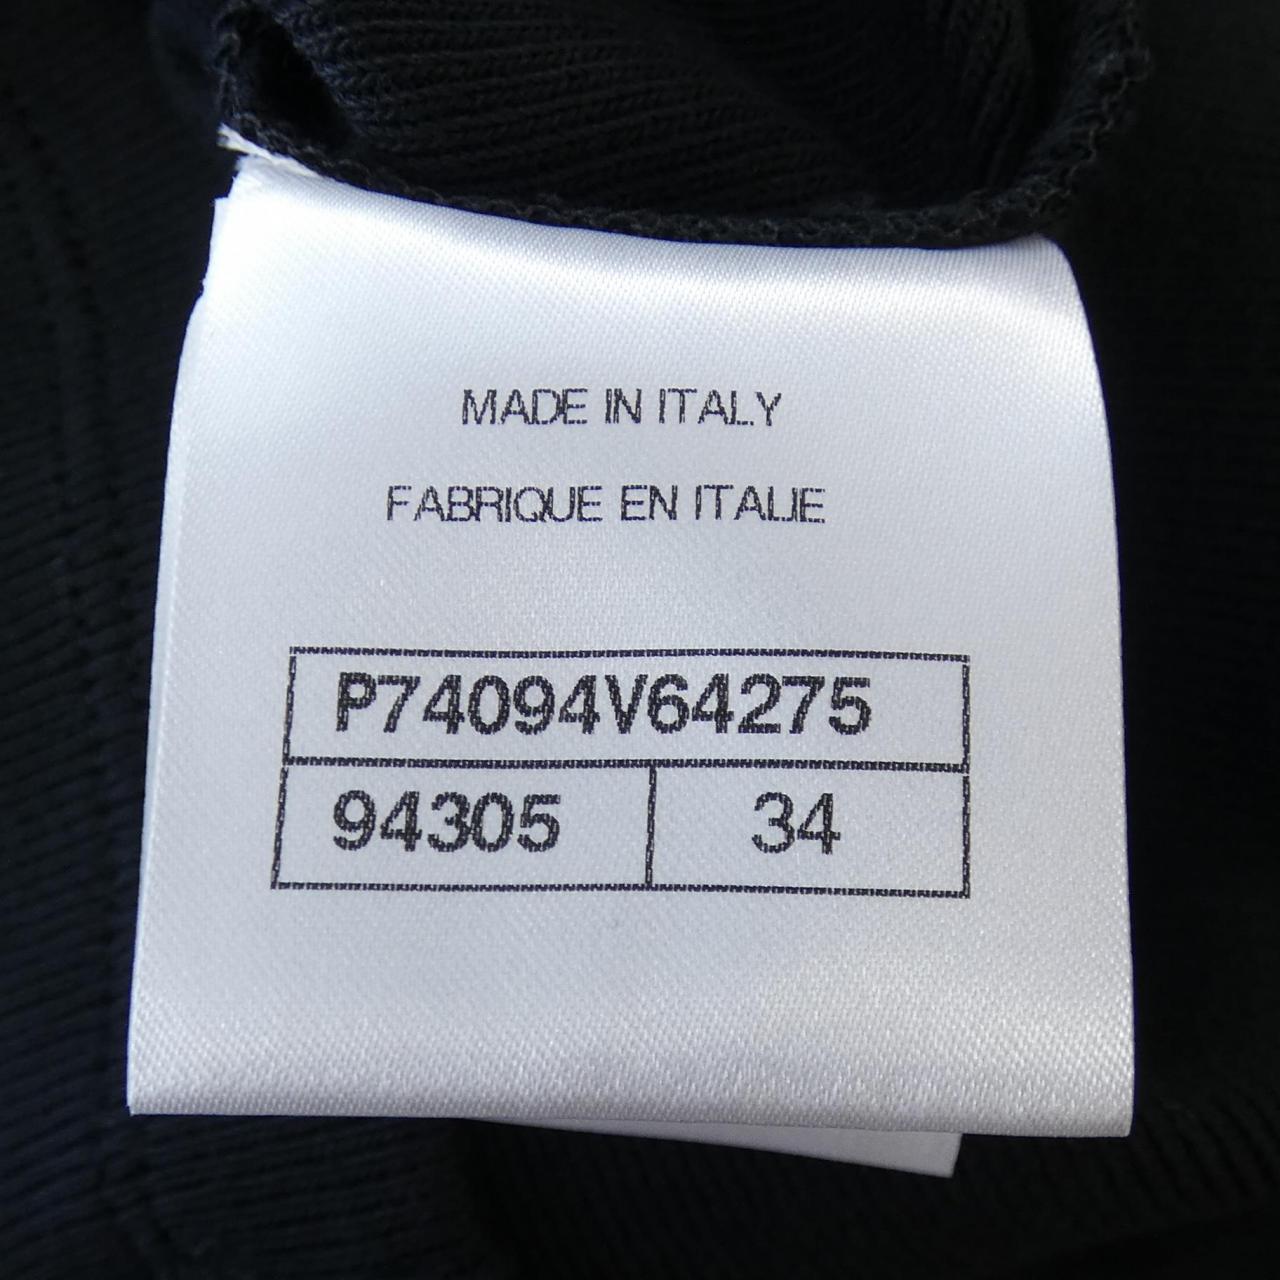 MADE IN ITALY
FABRIQUE EN ITALIE
P74094V64275
94305 34